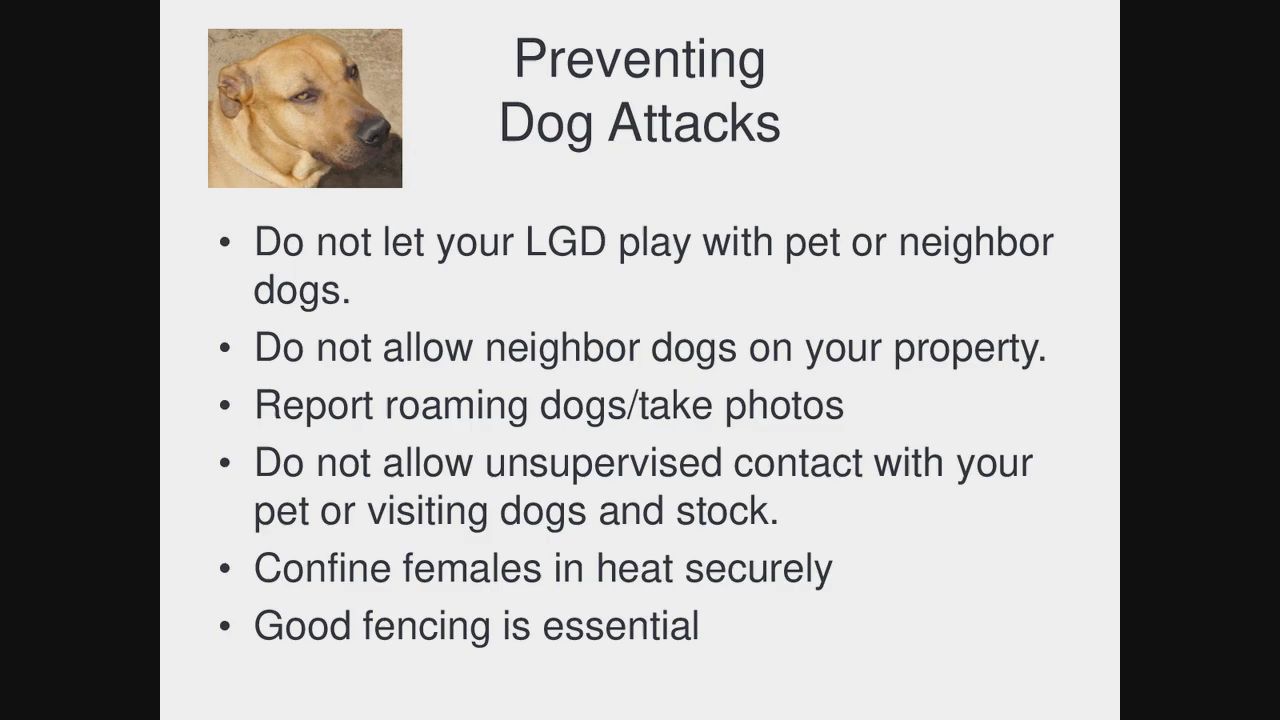 Preventing
Dog Attacks
• Do not let your LGD play with pet or neighbor
dogs.
• Do not allow neighbor dogs on your property.
• Report roaming dogs/take photos
• Do not allow unsupervised contact with your
pet or visiting dogs and stock.
• Confine females in heat securely
• Good fencing is essential